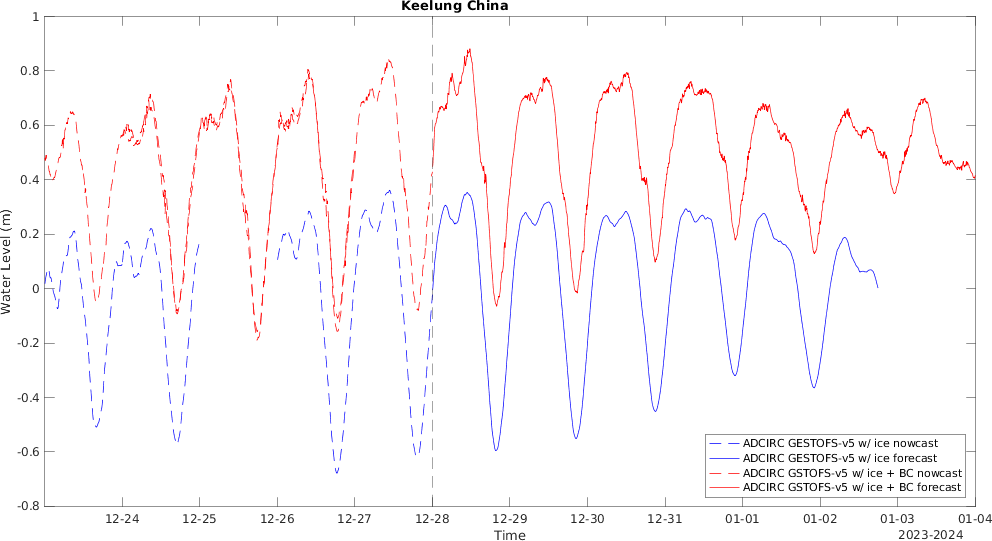 Keelung China
1
0.8
0.6
0.4
0.2
0
-0.2
-0.4
-0.6
-0.8
Water Level (m)
ADCIRC GESTOFS-v5 w/ ice nowcast
ADCIRC GESTOFS-v5 w/ ice forecast
ADCIRC GSTOFS-v5 w/ ice + BC nowcast
ADCIRC GSTOFS-v5 w/ ice + BC forecast
12-24 12-25 12-26 12-27 12-28 12-29 12-30 12-31 01-01 01-02 01-03 01-04
Time
2023-2024